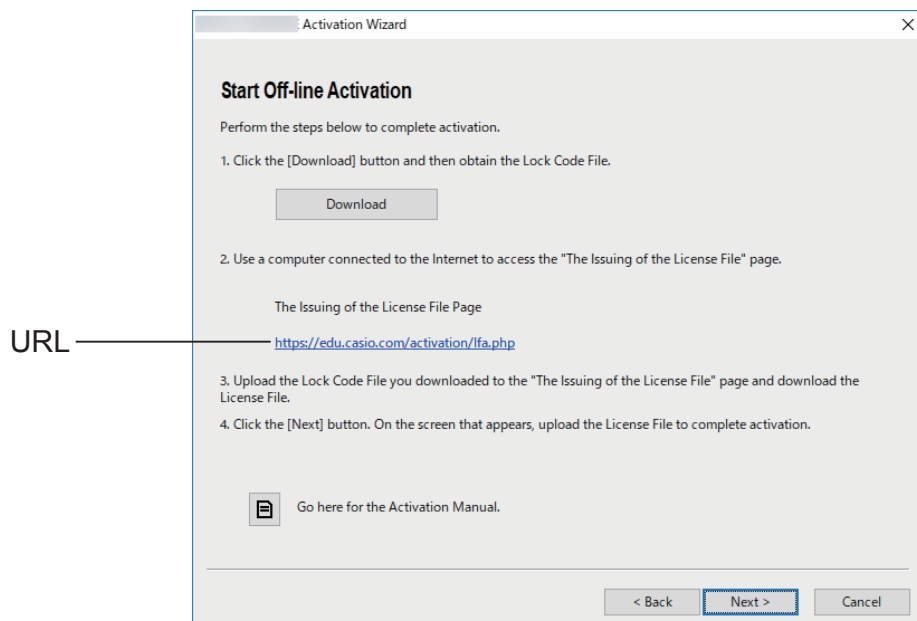 Activation Wizard
Start Off-line Activation
Perform the steps below to complete activation.
1. Click the [Download] button and then obtain the Lock Code File.
Download
2. Use a computer connected to the Internet to access the "The Issuing of the License File" page.
The Issuing of the License File Page
URL
https://edu.casio.com/activation/lfa.php
3. Upload the Lock Code File you downloaded to the "The Issuing of the License File" page and download the
License File.
4. Click the [Next] button. On the screen that appears, upload the License File to complete activation.
Go here for the Activation Manual.
< Back
Next >
Cancel